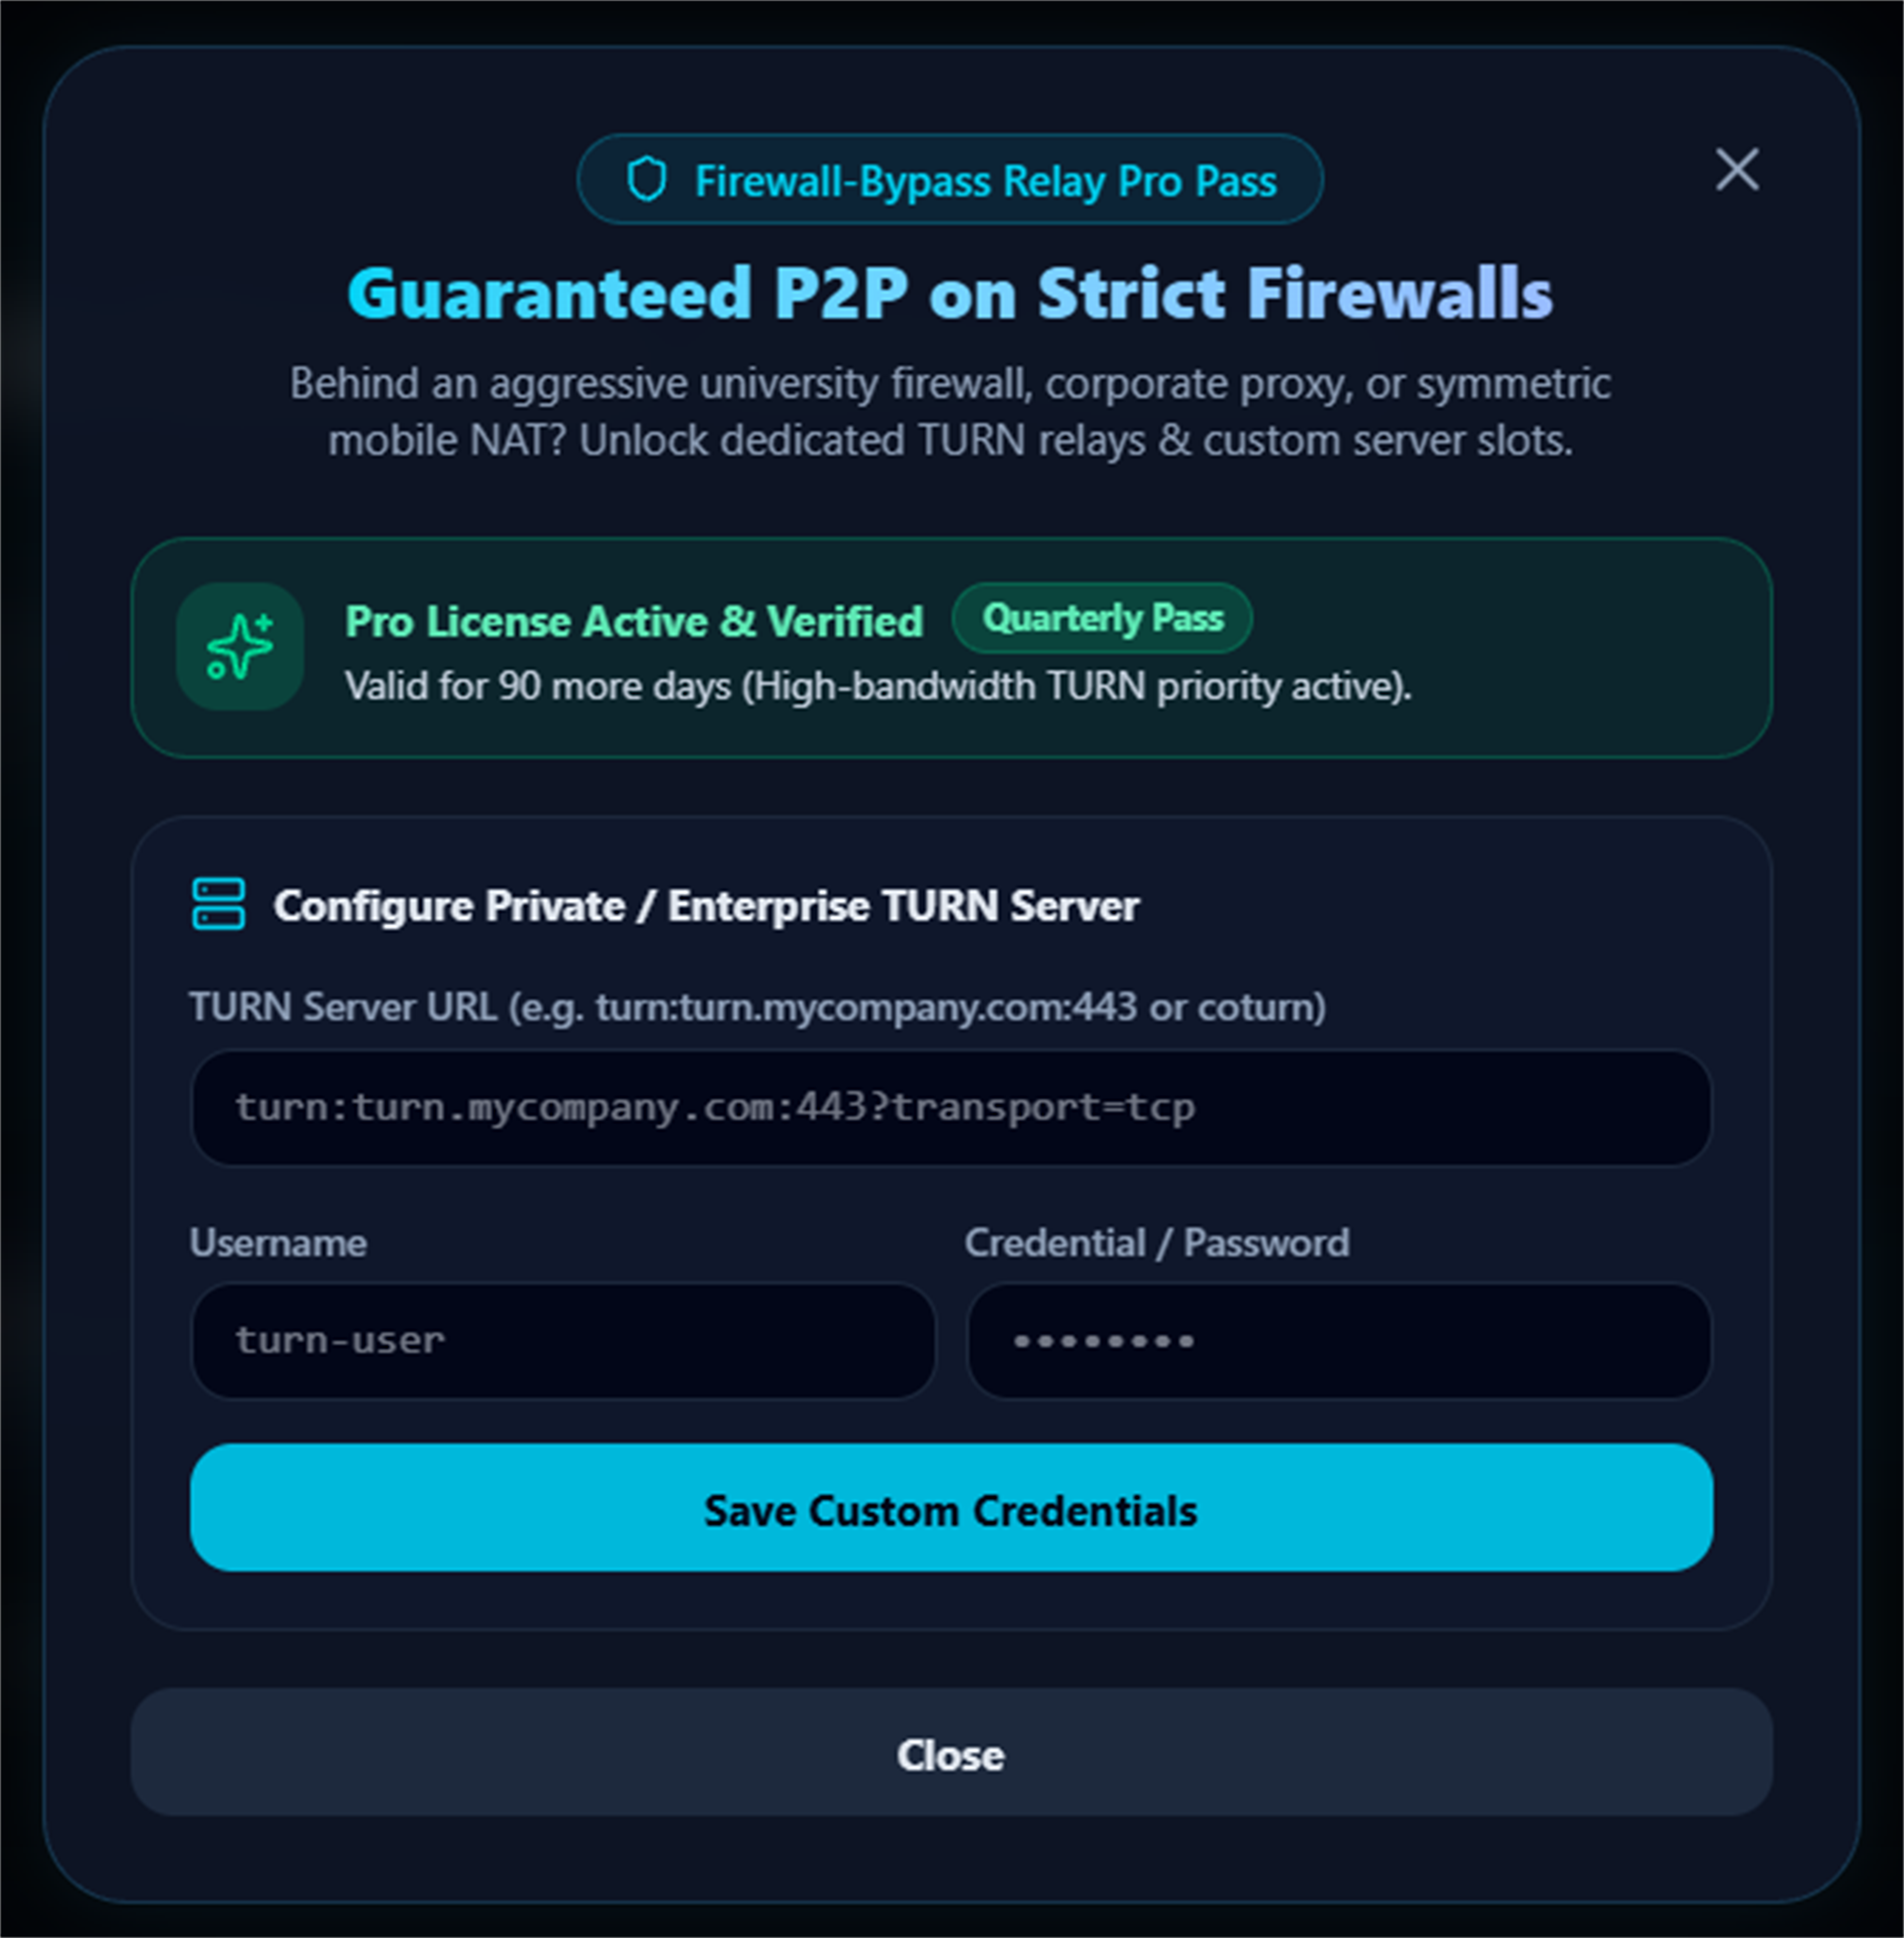 Firewall-Bypass Relay Pro Pass
Guaranteed P2P on Strict Firewalls
Behind an aggressive university firewall, corporate proxy, or symmetric
mobile NAT? Unlock dedicated TURN relays & custom server slots.
Pro License Active & Verified Quarterly Pass
Valid for 90 more days (High-bandwidth TURN priority active).
Configure Private / Enterprise TURN Server
TURN Server URL (e.g. turn:turn.mycompany.com:443 or coturn)
turn:turn.mycompany.com:443?transport=tcp
Username Credential / Password
turn-user ••••••••
Save Custom Credentials
Close